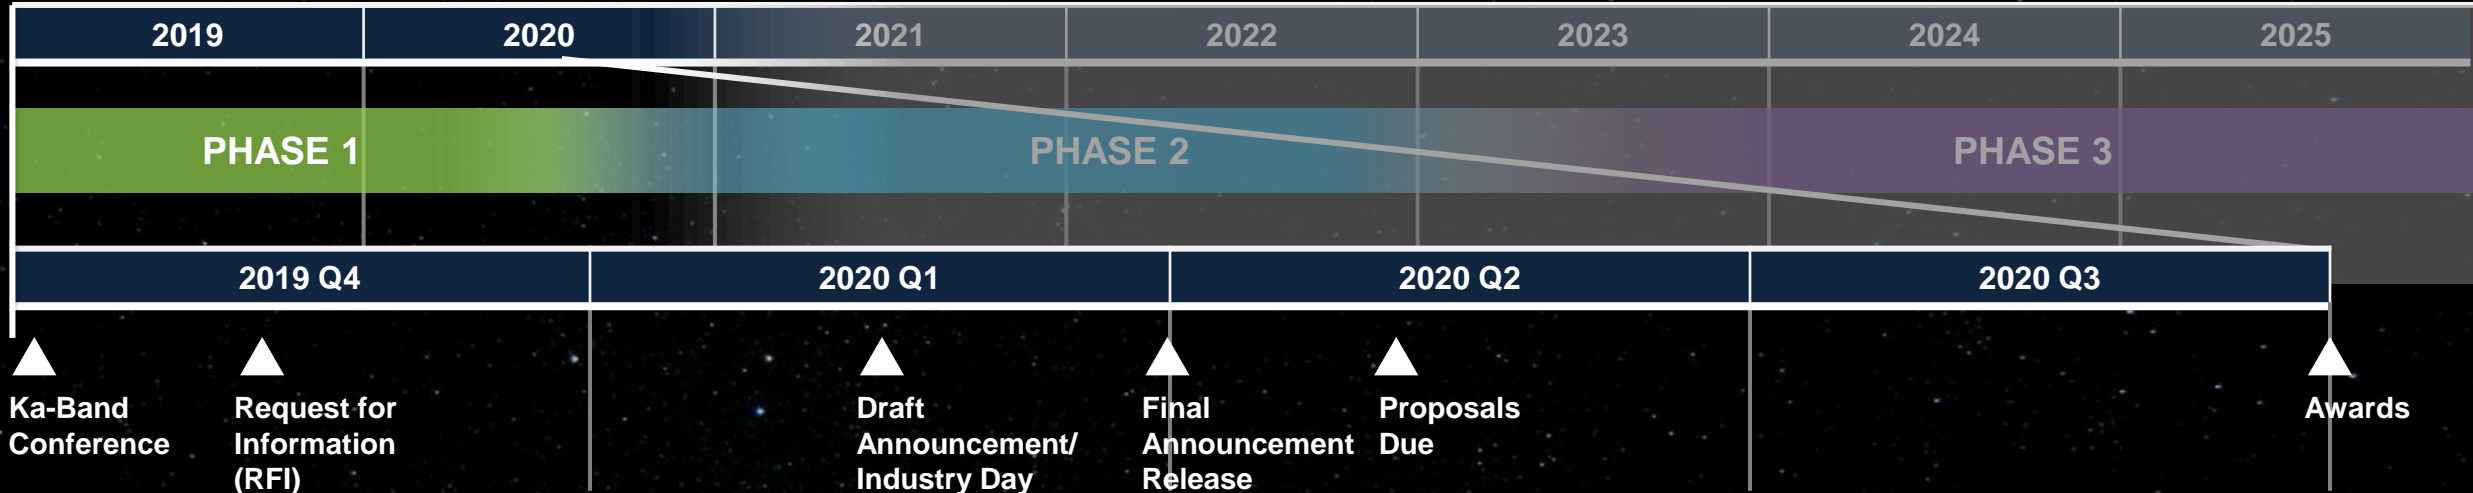 2019 2020 2021 2022 2023 2024 2025
PHASE 1 PHASE 2 PHASE 3
2019 Q4 2020 Q1 2020 Q2 2020 Q3
Ka-Band
Conference
Request for
Information
(RFI)
Draft
Announcement/
Industry Day
Final
Announcement
Release
Proposals
Due
Awards